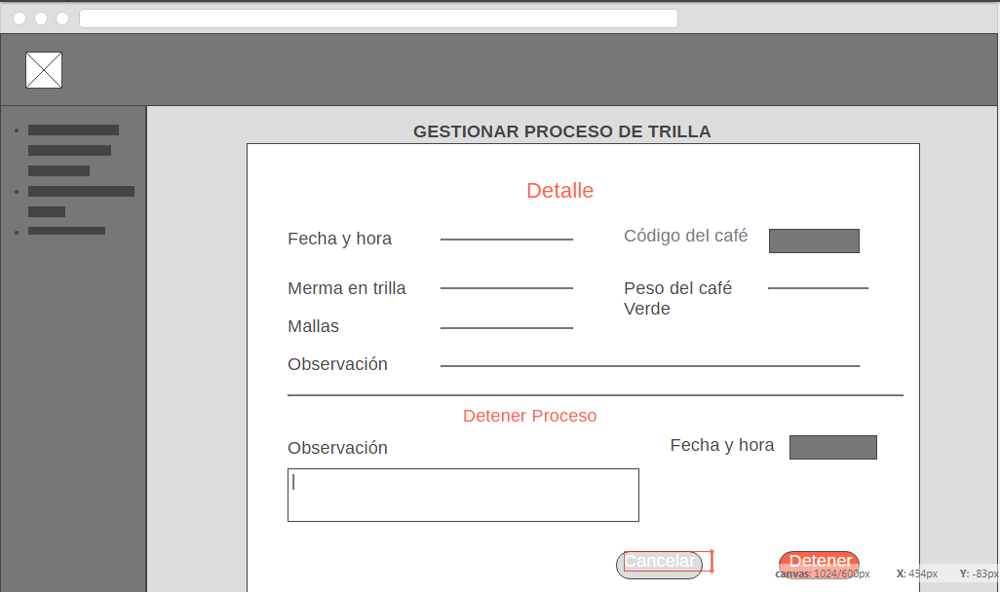 GESTIONAR PROCESO DE TRILLA
Detalle
Fecha y hora
Código del café
Merma en trilla
Peso del café
Verde
Mallas
Observación
Detener Proceso
Observación
Fecha y hora
Cancelar
Detener
canvas: 1024/600px X: 454px Y: -83px